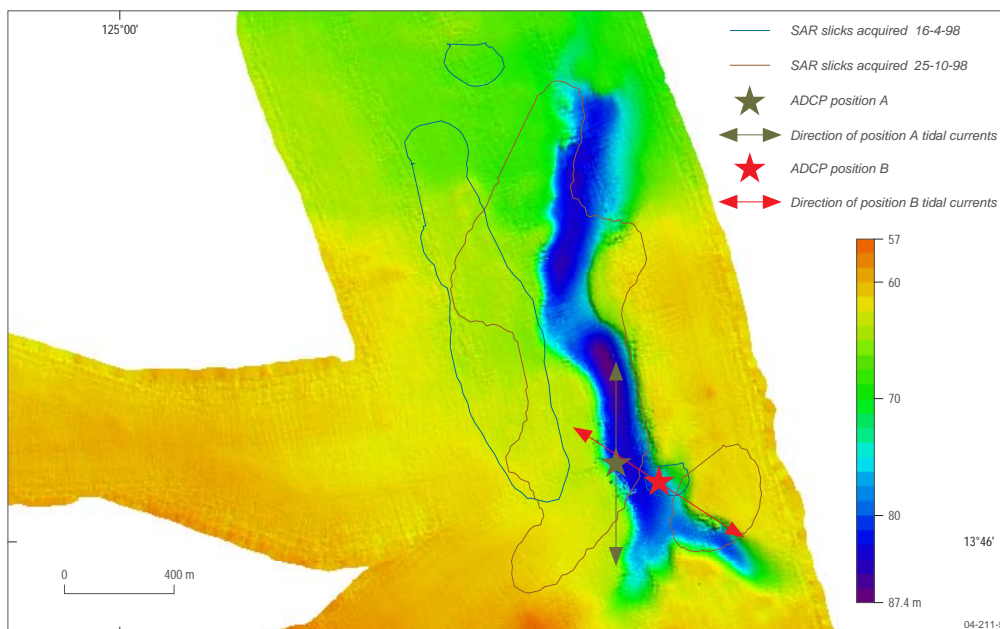 125°00'
SAR slicks acquired 16-4-98
SAR slicks acquired 25-10-98
ADCP position A
Direction of position A tidal currents
ADCP position B
Direction of position B tidal currents
57
60
70
80
87.4 m
13°46'
0 400 m